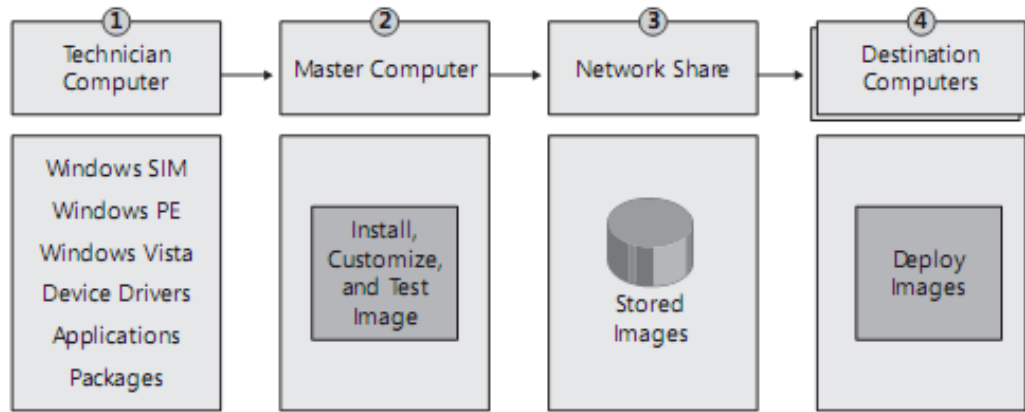 1
Technician
Computer
2
Master Computer
3
Network Share
4
Destination
Computers
Windows SIM
Windows PE
Windows Vista
Device Drivers
Applications
Packages
Install,
Customize,
and Test
Image
Stored
Images
Deploy
Images